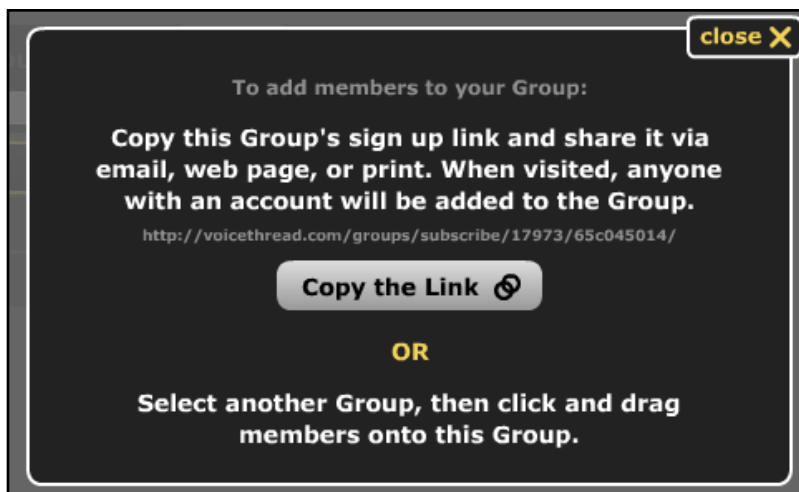 close
To add members to your Group:
Copy this Group's sign up link and share it via
email, web page, or print. When visited, anyone
with an account will be added to the Group.
http://voicethread.com/groups/subscribe/17973/65c045014/
Copy the Link
OR
Select another Group, then click and drag
members onto this Group.